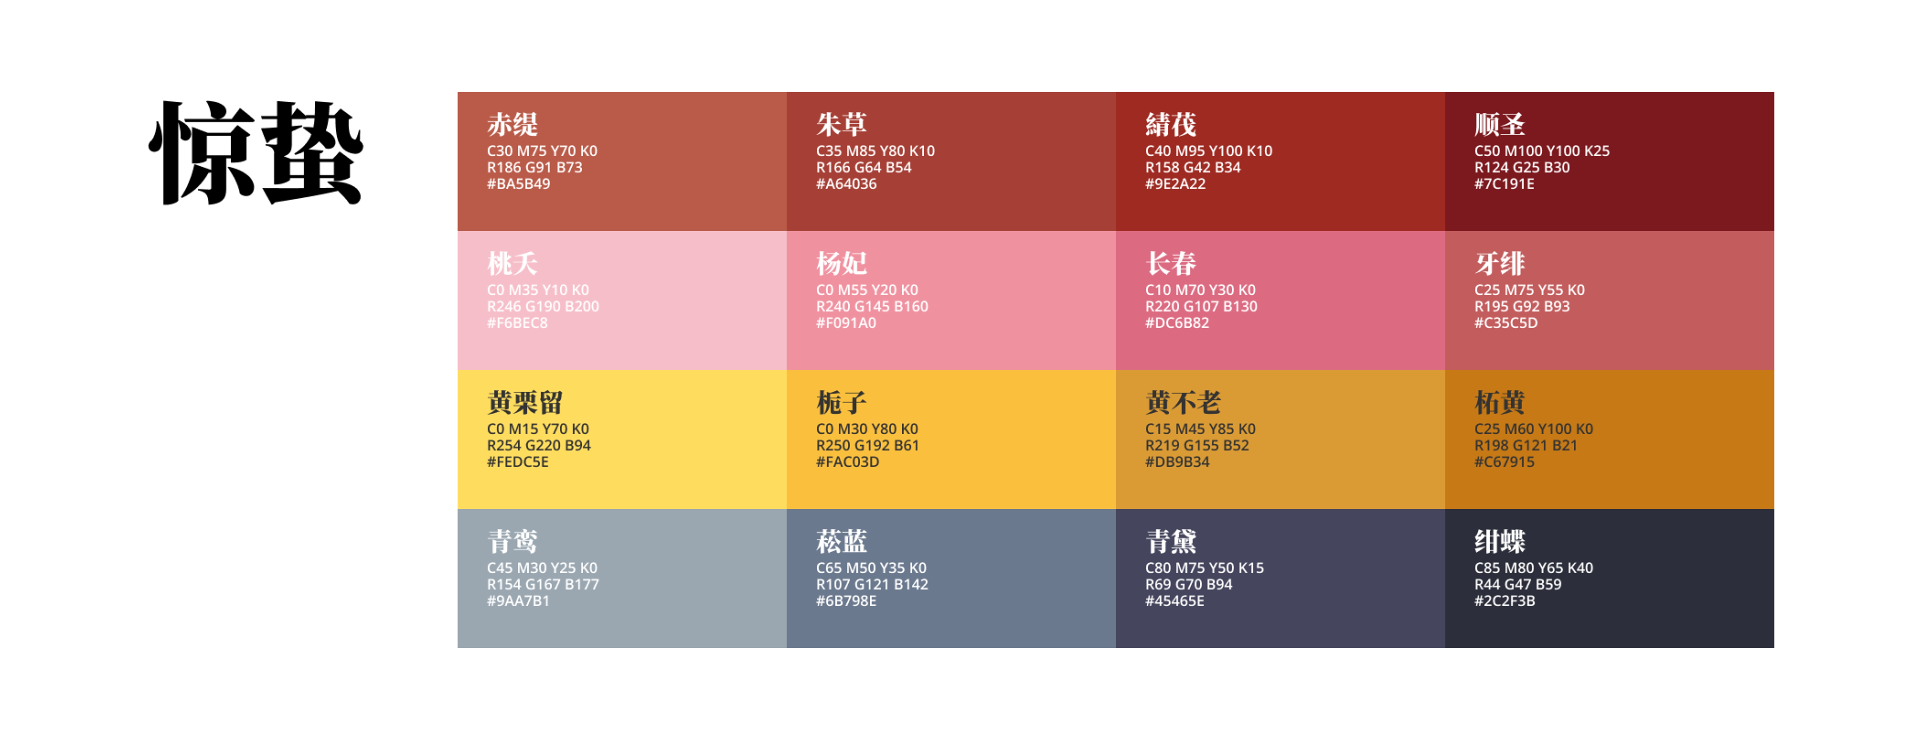 惊蛰
赤缇
C30 M75 Y70 K0
R186 G91 B73
#BA5B49
朱草
C35 M85 Y80 K10
R166 G64 B54
#A64036
綪茷
C40 M95 Y100 K10
R158 G42 B34
#9E2A22
顺圣
C50 M100 Y100 K25
R124 G25 B30
#7C191E
桃夭
C0 M35 Y10 K0
R246 G190 B200
#F6BEC8
杨妃
C0 M55 Y20 K0
R240 G145 B160
#F091A0
长春
C10 M70 Y30 K0
R220 G107 B130
#DC6B82
牙绯
C25 M75 Y55 K0
R195 G92 B93
#C35C5D
黄栗留
C0 M15 Y70 K0
R254 G220 B94
#FEDC5E
栀子
C0 M30 Y80 K0
R250 G192 B61
#FAC03D
黄不老
C15 M45 Y85 K0
R219 G155 B52
#DB9B34
柘黄
C25 M60 Y100 K0
R198 G121 B21
#C67915
青鸾
C45 M30 Y25 K0
R154 G167 B177
#9AA7B1
菘蓝
C65 M50 Y35 K0
R107 G121 B142
#6B798E
青黛
C80 M75 Y50 K15
R69 G70 B94
#45465E
绀蝶
C85 M80 Y65 K40
R44 G47 B59
#2C2F3B